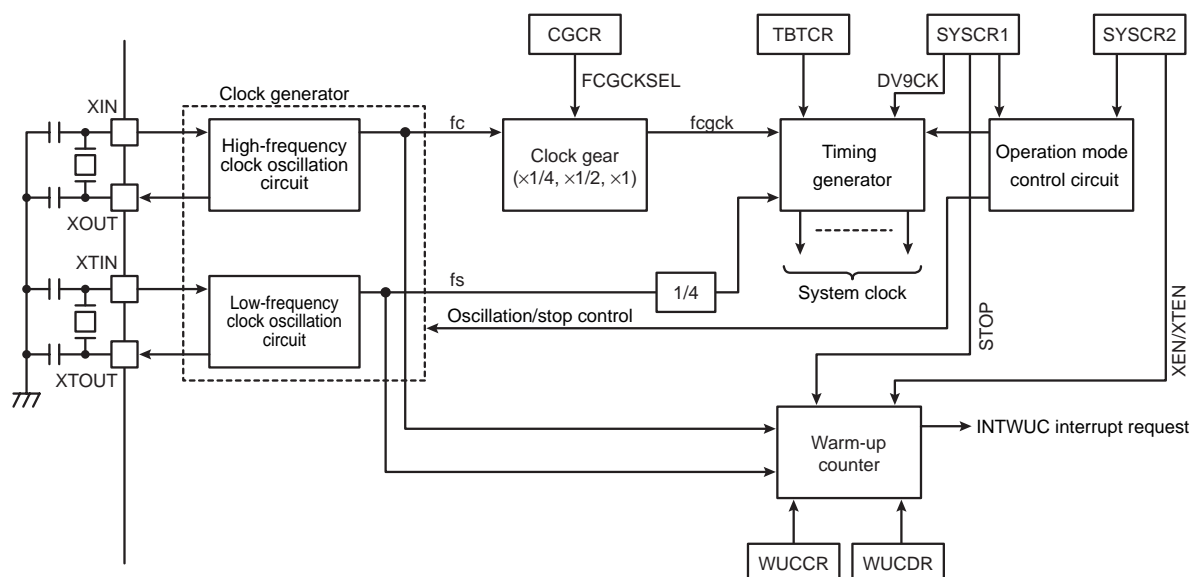 CGCR
TBTCR
SYSCR1
SYSCR2
FCGCKSEL
DV9CK
XIN
Clock generator
High-frequency
clock oscillation
circuit
fc
Clock gear
(×1/4, ×1/2, ×1)
fcgck
Timing
generator
Operation mode
control circuit
XOUT
XTIN
Low-frequency
clock oscillation
circuit
fs
1/4
System clock
Oscillation/stop control
STOP
XEN/XTEN
XTOUT
Warm-up
counter
INTWUC interrupt request
WUCCR
WUCDR